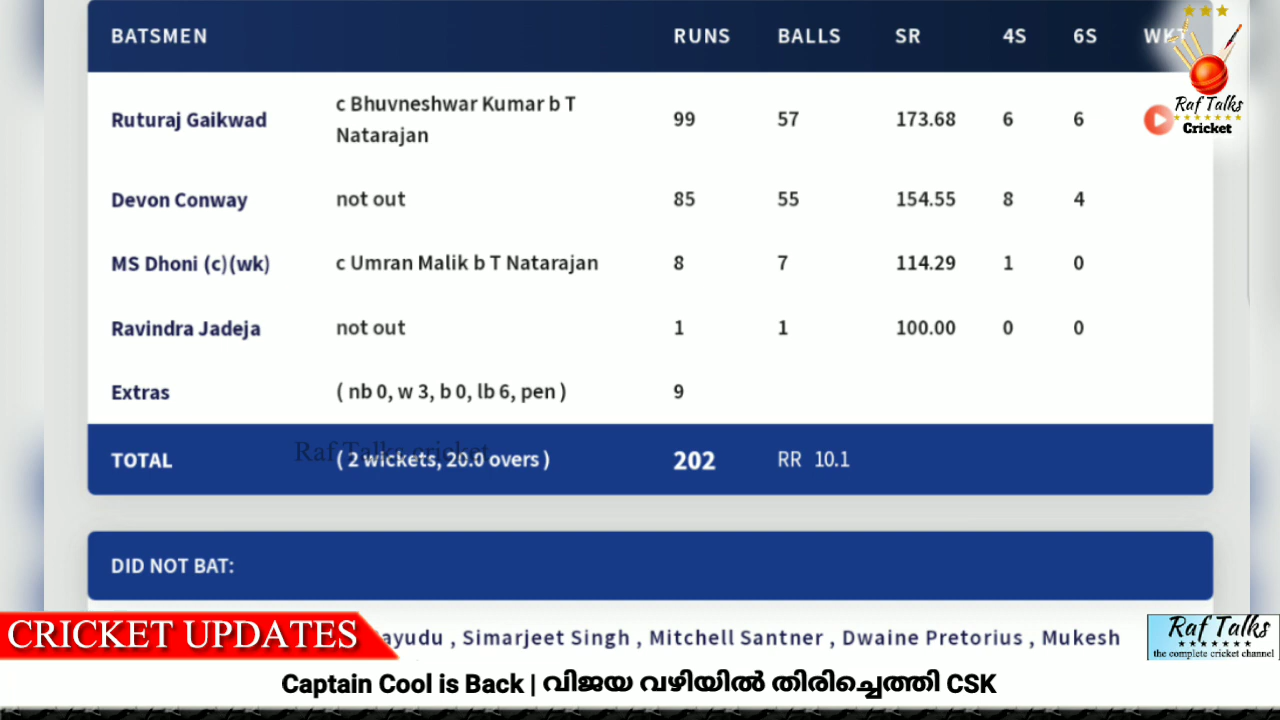 BATSMEN RUNS BALLS SR 4S 6S WKT
Ruturaj Gaikwad c Bhuvneshwar Kumar b T Natarajan 99 57 173.68 6 6
Raf Talks
Cricket
Devon Conway not out 85 55 154.55 8 4
MS Dhoni (c)(wk) c Umran Malik b T Natarajan 8 7 114.29 1 0
Ravindra Jadeja not out 1 1 100.00 0 0
Extras ( nb 0, w 3, b 0, lb 6, pen ) 9
Raf Talks cricket
TOTAL ( 2 wickets, 20.0 overs ) 202 RR 10.1
DID NOT BAT:
CRICKET UPDATES
ayudu , Simarjeet Singh , Mitchell Santner , Dwaine Pretorius , Mukesh
Raf Talks
the complete cricket channel
Captain Cool is Back | വിജയ വഴിയിൽ തിരിച്ചെത്തി CSK